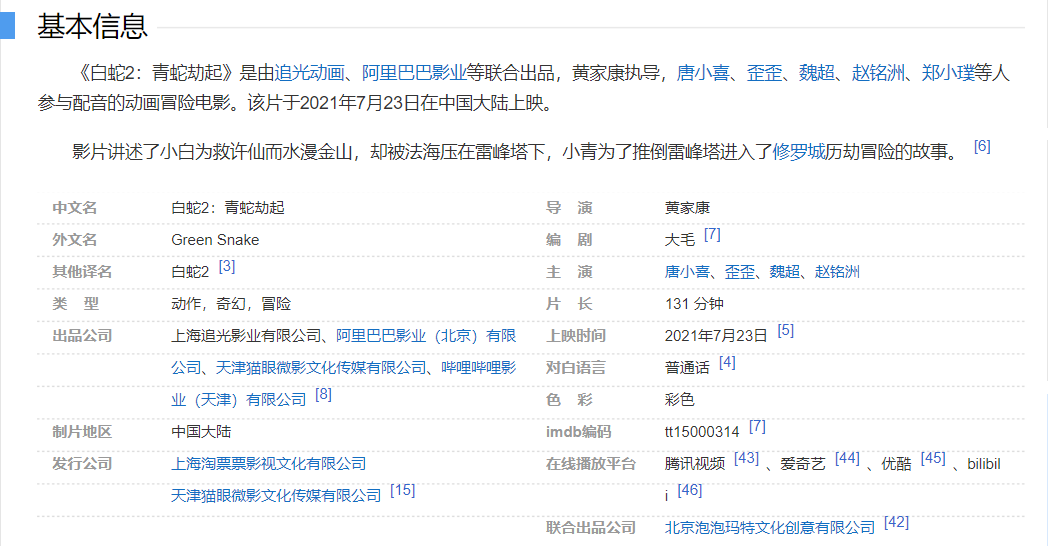 基本信息
《白蛇2：青蛇劫起》是由追光动画、阿里巴巴影业等联合出品，黄家康执导，唐小喜、歪歪、魏超、赵铭洲、郑小璞等人
参与配音的动画冒险电影。该片于2021年7月23日在中国大陆上映。
影片讲述了小白为救许仙而水漫金山，却被法海压在雷峰塔下，小青为了推倒雷峰塔进入了修罗城历劫冒险的故事。 [6]
中文名 白蛇2：青蛇劫起
外文名 Green Snake
其他译名 白蛇2 [3]
类 型 动作，奇幻，冒险
出品公司 上海追光影业有限公司、阿里巴巴影业（北京）有限
公司、天津猫眼微影文化传媒有限公司、哔哩哔哩影
业（天津）有限公司 [8]
制片地区 中国大陆
发行公司 上海淘票票影视文化有限公司
天津猫眼微影文化传媒有限公司 [15]
导 演 黄家康
编 剧 大毛 [7]
主 演 唐小喜、歪歪、魏超、赵铭洲
片 长 131 分钟
上映时间 2021年7月23日 [5]
对白语言 普通话 [4]
色 彩 彩色
imdb编码 tt15000314 [7]
在线播放平台 腾讯视频 [43] 、爱奇艺 [44] 、优酷 [45] 、bilibil
i [46]
联合出品公司 北京泡泡玛特文化创意有限公司 [42]